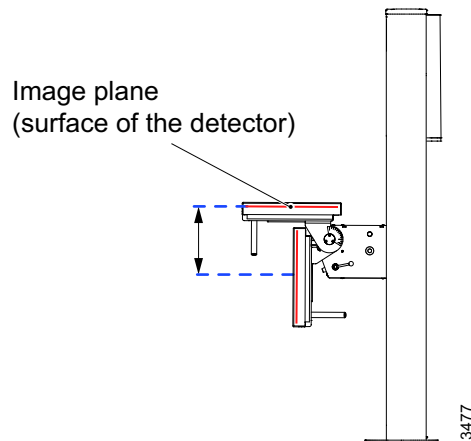 Image plane
(surface of the detector)
3477